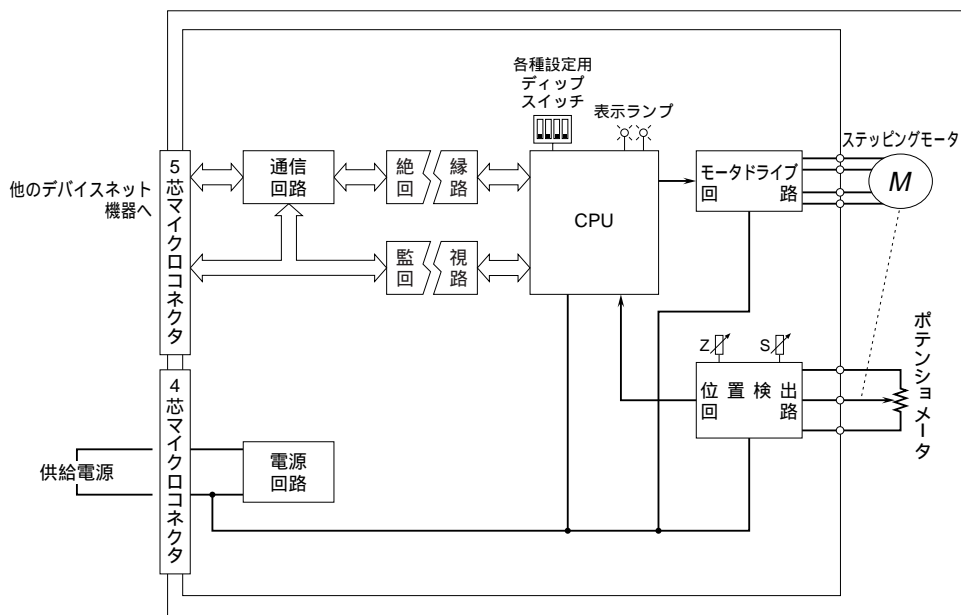 各種設定用
ディップ
スイッチ
表示ランプ
ステッピングモータ
5芯マイクロコネクタ
他のデバイスネット
機器へ
通信
回路
絶縁
回路
CPU
モータドライブ
回路
M
監視
回路
Z
S
位置検出
回路
ポテンショメータ
4芯マイクロコネクタ
供給電源
電源
回路